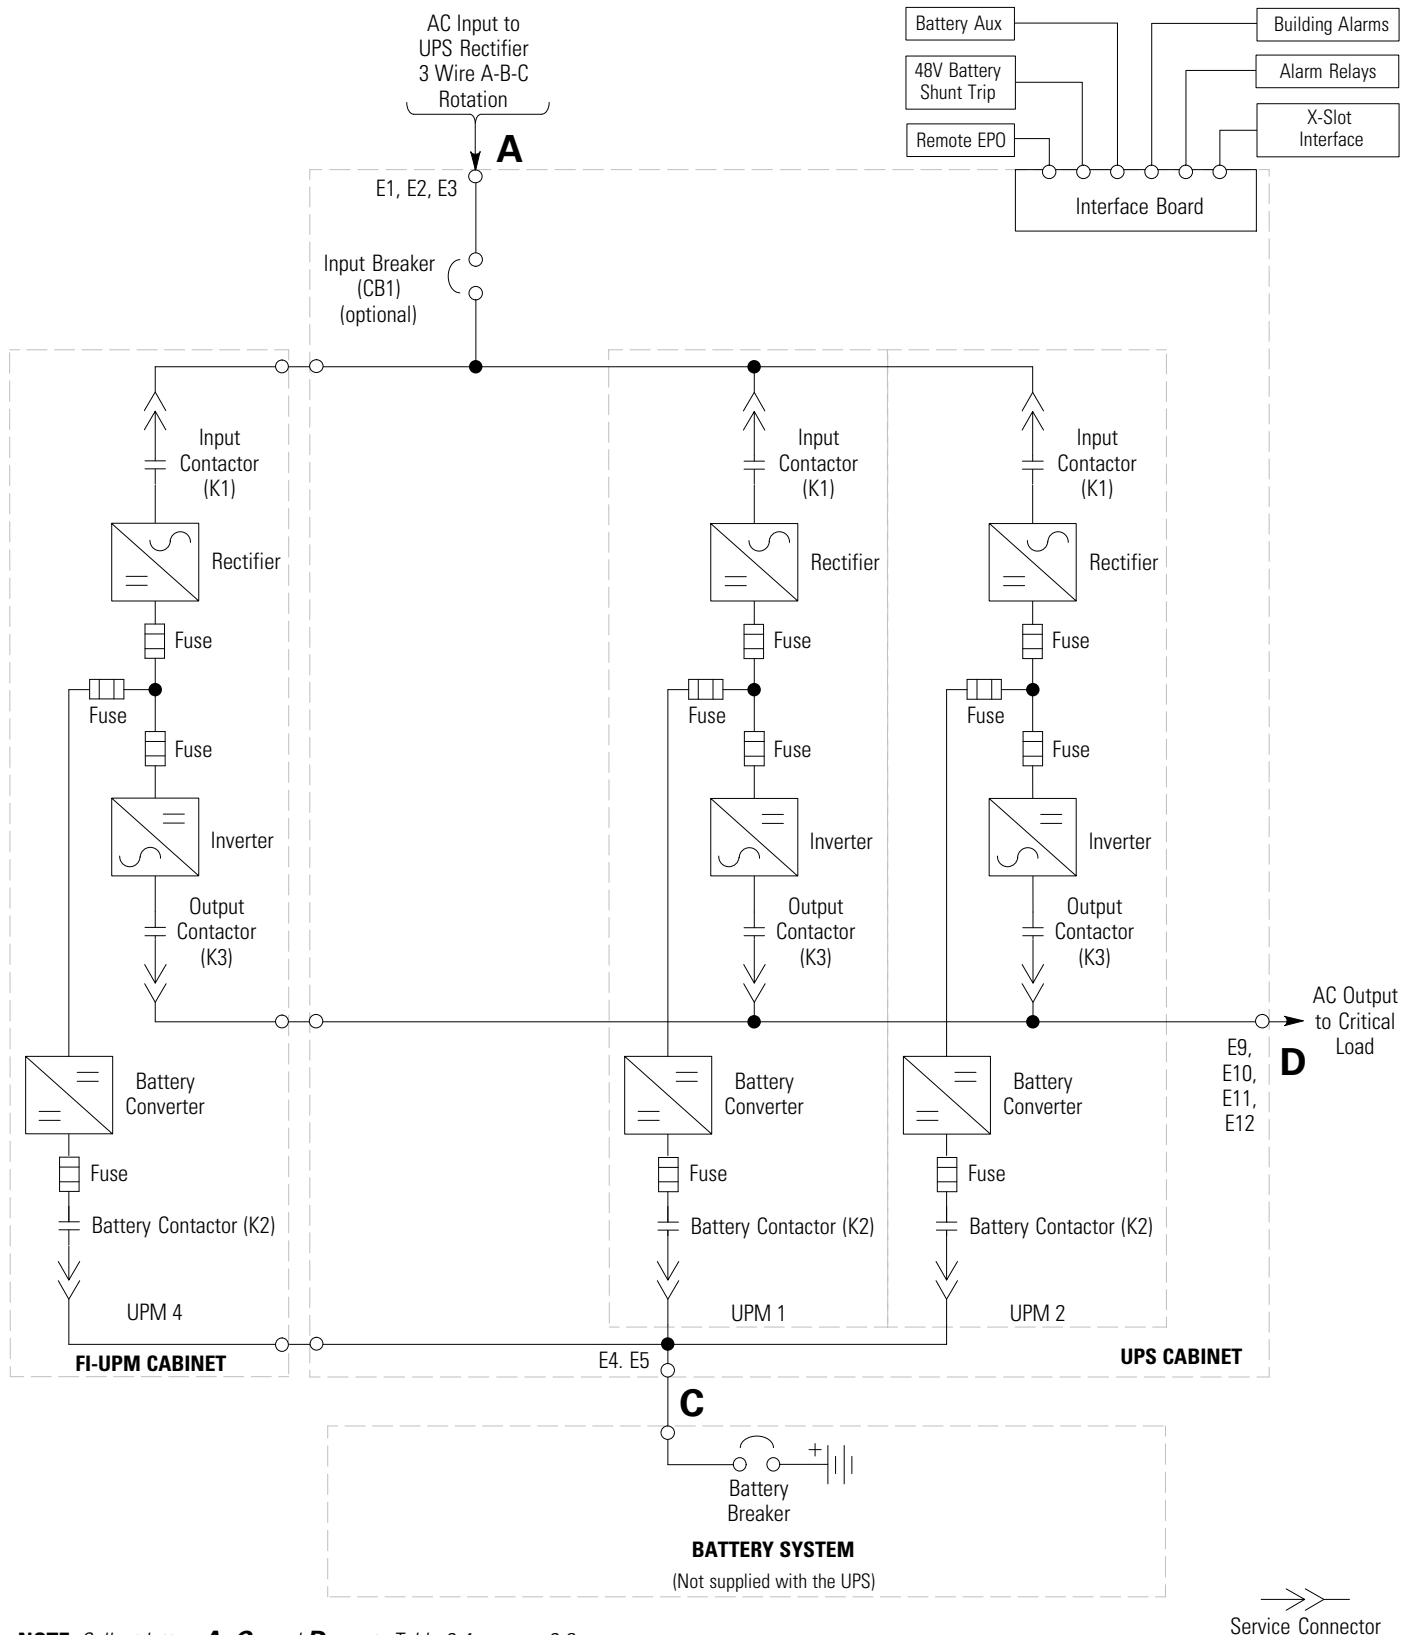 AC Input to
UPS Rectifier
3 Wire A-B-C
Rotation
A
E1, E2, E3
Battery Aux
48V Battery
Shunt Trip
Remote EPO
Building Alarms
Alarm Relays
X-Slot
Interface
Interface Board
Input Breaker
(CB1)
(optional)
Input
Contactor
(K1)
Input
Contactor
(K1)
Input
Contactor
(K1)
Rectifier
Rectifier
Rectifier
Fuse
Fuse
Fuse
Fuse
Fuse
Fuse
Fuse
Fuse
Fuse
Inverter
Inverter
Inverter
Output
Contactor
(K3)
Output
Contactor
(K3)
Output
Contactor
(K3)
AC Output
to Critical
Load
D
E9,
E10,
E11,
E12
Battery
Converter
Battery
Converter
Battery
Converter
Fuse
Fuse
Fuse
Battery Contactor (K2)
Battery Contactor (K2)
Battery Contactor (K2)
UPM 4
UPM 1
UPM 2
FI-UPM CABINET
E4. E5
UPS CABINET
C
+
Battery
Breaker
BATTERY SYSTEM
(Not supplied with the UPS)
Service Connector